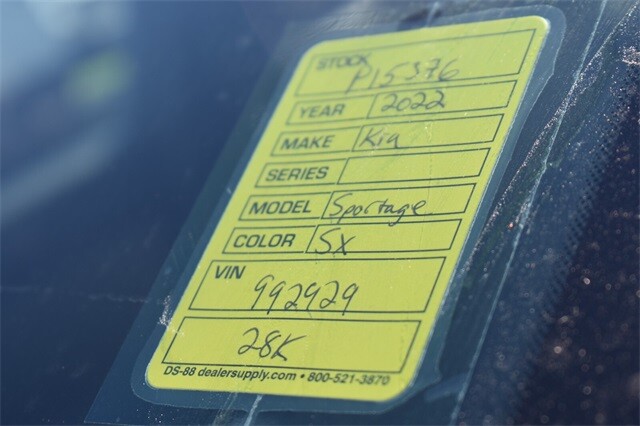 STOCK P15376
YEAR 2022
MAKE Kia
SERIES
MODEL Sportage
COLOR SX
VIN 992929
28K
DS-88 dealersupply.com • 800-521-3870